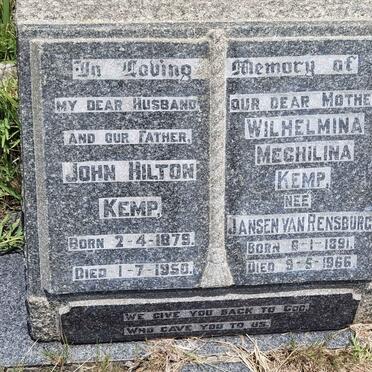 In Loving Memory of
My Dear Husband
And Our Father,
John Hilton
Kemp,
Born 2-4-1879.
Died 1-7-1950.
Our Dear Mother
Wilhelmina
Mechilina
Kemp,
Nee
Jansen van Rensburg
Born 6-1-1891.
Died 9-5-1966.
We give you back to God,
Who gave you to us.